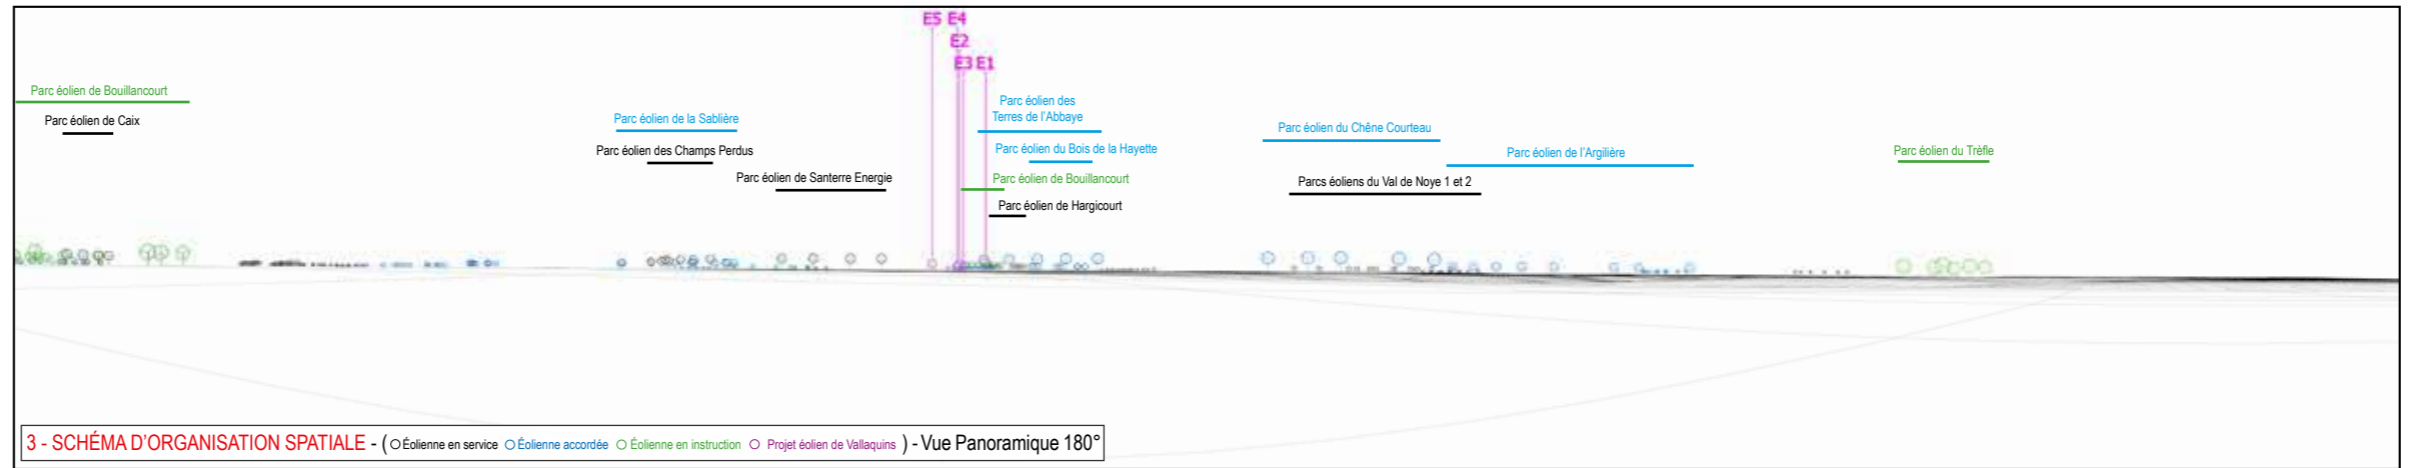 E5 E4
E2
E3 E1
Parc éolien de Bouillancourt
Parc éolien de Caix
Parc éolien de la Sablière
Parc éolien des Champs Perdus
Parc éolien de Santerre Energie
Parc éolien des
Terres de l'Abbaye
Parc éolien du Bois de la Hayette
Parc éolien de Bouillancourt
Parc éolien de Hargicourt
Parc éolien du Chêne Courteau
Parc éolien de l'Argilière
Parcs éoliens du Val de Noye 1 et 2
Parc éolien du Trèfle
3 - SCHÉMA D'ORGANISATION SPATIALE - ( Éolienne en service Éolienne accordée Éolienne en instruction Projet éolien de Vallaquins ) - Vue Panoramique 180°